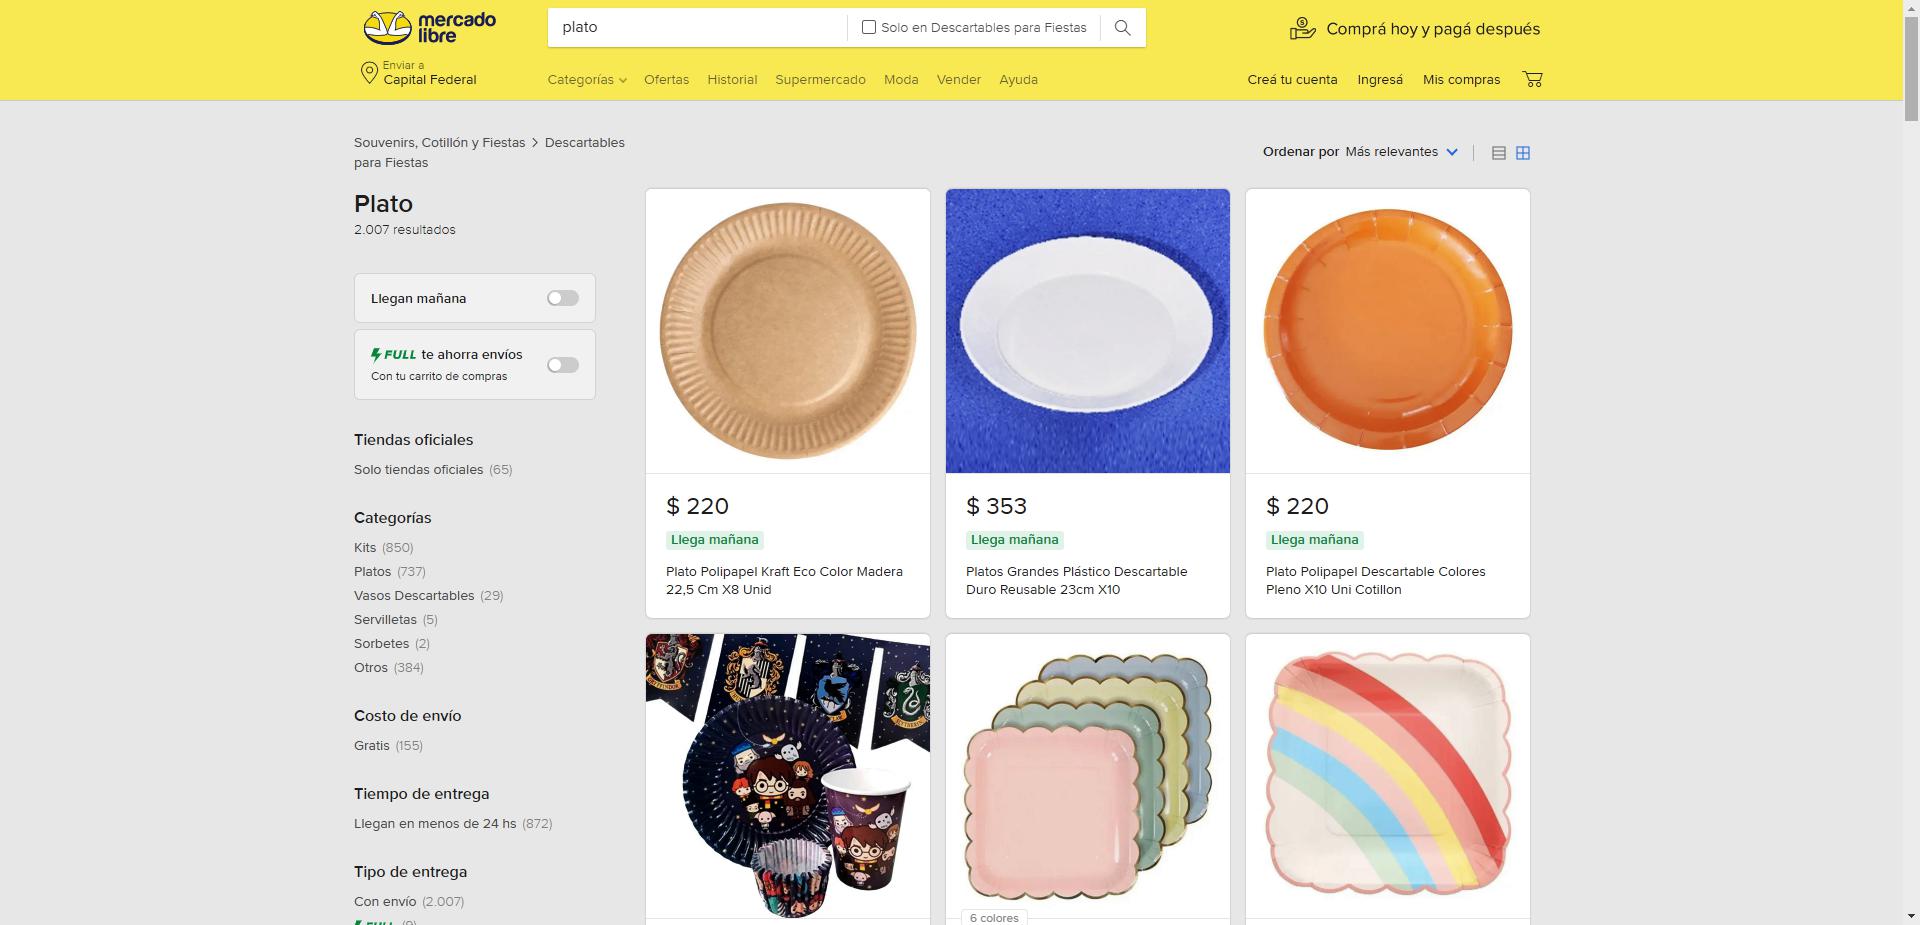 mercado
libre
plato
Solo en Descartables para Fiestas
Comprá hoy y pagá después
Enviar a
Capital Federal
Categorías
Ofertas
Historial
Supermercado
Moda
Vender
Ayuda
Creá tu cuenta
Ingresá
Mis compras
Souvenirs, Cotillón y Fiestas > Descartables
para Fiestas
Ordenar por Más relevantes
Plato
2.007 resultados
Llegan mañana
FULL te ahorra envíos
Con tu carrito de compras
Tiendas oficiales
Solo tiendas oficiales (65)
Categorías
Kits (850)
Platos (737)
Vasos Descartables (29)
Servilletas (5)
Sorbetes (2)
Otros (384)
Costo de envío
Gratis (155)
Tiempo de entrega
Llegan en menos de 24 hs (872)
Tipo de entrega
Con envío (2.007)
FULL (9)
$ 220
Llega mañana
Plato Polipapel Kraft Eco Color Madera
22,5 Cm X8 Unid
$ 353
Llega mañana
Platos Grandes Plástico Descartable
Duro Reusable 23cm X10
$ 220
Llega mañana
Plato Polipapel Descartable Colores
Pleno X10 Uni Cotillon
6 colores